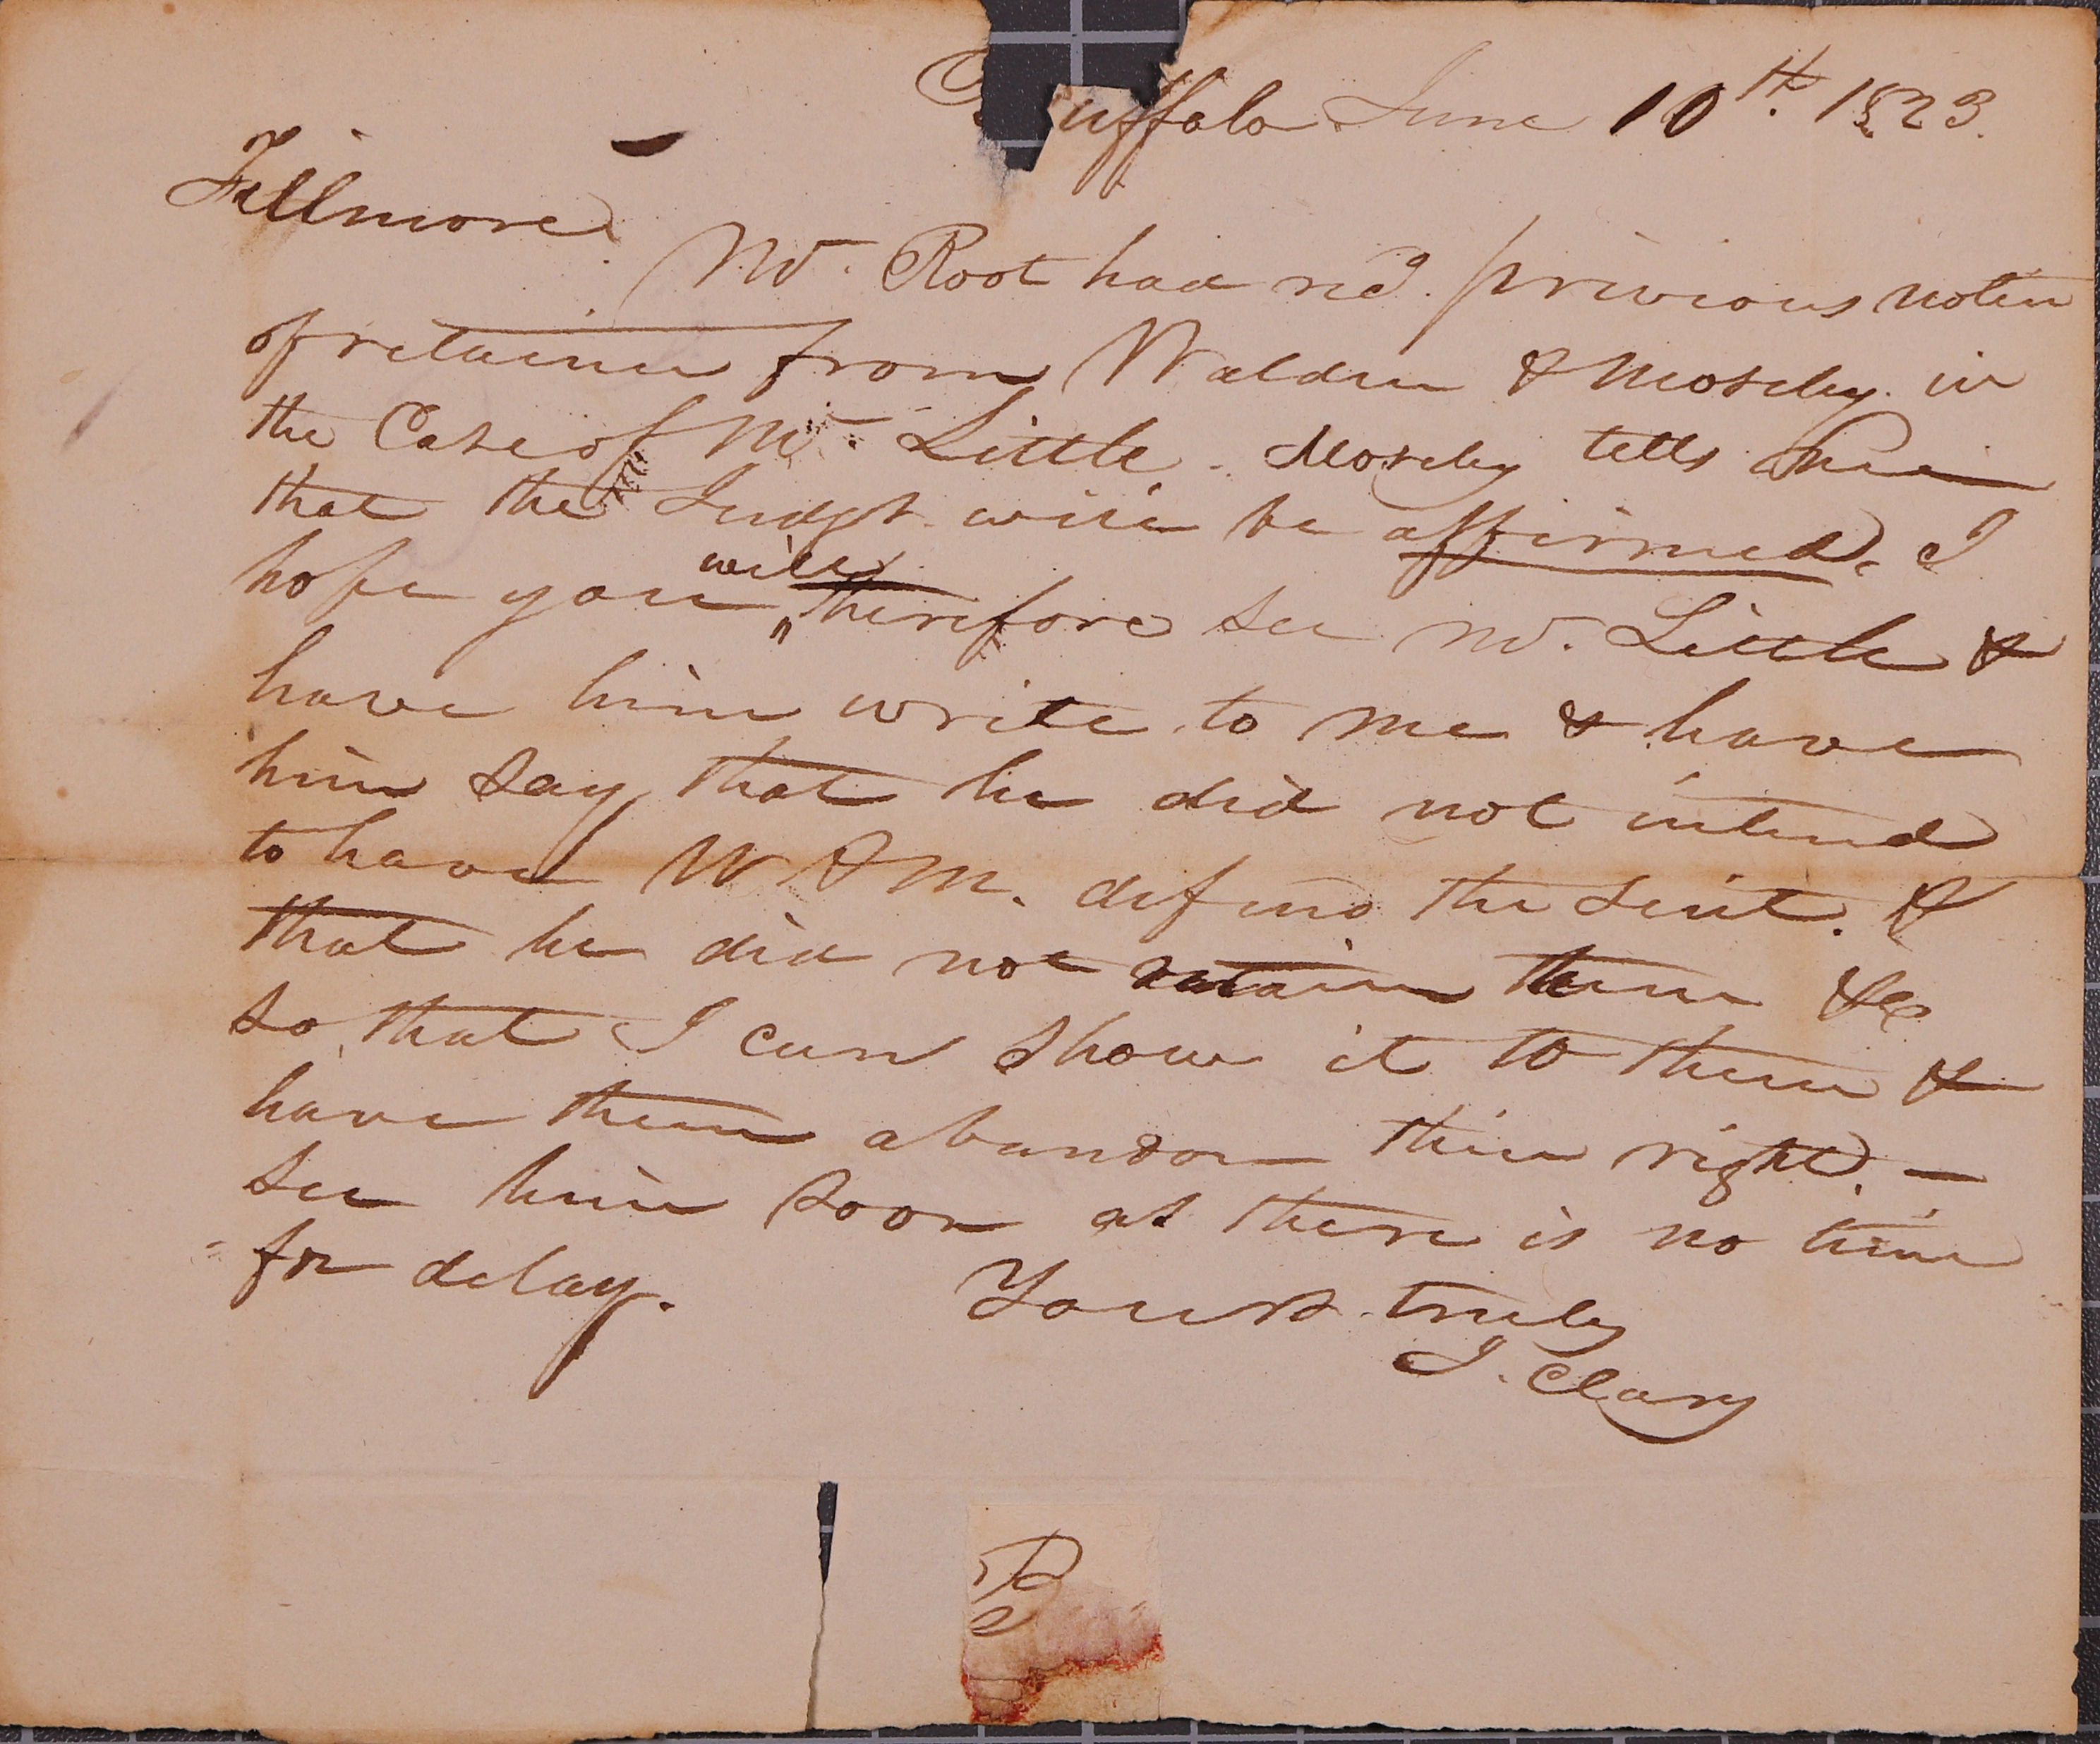 Buffalo June 10th. 1823.
Fillmore
Mr. Root had recd. privious notice
of retainer from Walden & Moseley in
the Case of Mr. Little. Moseley tells me
that the Judgt. will be affirmed, I
hope you will therefore see Mr. Little &
have him write to me & have
him say that he did not intend
to have W & M. defend the suit. &
that he did not retain them &c
so that I can show it to them &
have them abandon their right. —
See him soon as there is no time
for delay.
Yours truly
J. Clary
B